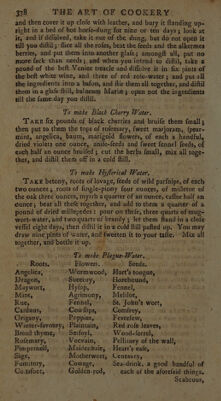 328 THE ART OF COOKERY
and then cover it up close with leather, and bury it standing up-
right in a bed of hot horse-dung for nine or ten days; look at
it, and if dissolved, take it out of the dung, but do not open it
till you distil; slice all the roses, beat the seeds and the alkermes
berries, and put them into another glass; amongst all, put no
more sack than needs; and when you intend to distil, take a
pound of the best Venice treacle and dissolve it in six pints of
the best white wine, and three of red rose-water; and put all
the ingredients into a bason, and stir them all together, and distil
them in a glass still, balneum Mariæ; open not the ingredients
till the same day you distil.
To make Black Cherry Water.
TAKE six pounds of black cherries and bruise them small;
then put to them the tops of rosemary, sweet marjoram, spear-
mint, angelica, baum, marigold flowers, of each a handful,
dried violets one ounce, anise-seeds and sweet fennel seeds, of
each half an ounce bruised; cut the herbs small, mix all toge-
ther, and distil them off in a cold still.
To make Hysterical Water.
TAKE betony, roots of lovage, seeds of wild parsnips, of each
two ounces; roots of single-piony four ounces, of misletoe of
the oak three ounces, myrrh a quarter of an ounce, castor half an
ounce; beat all these together, and add to them a quarter of a
pound of dried millepedes: pour on these, three quarts of mug-
wort-water, and two quarts of brandy; let them stand in a close
vessel eight days, then distil it in a cold still pasted up. You may
draw nine pints of water, and sweeten it to your taste. Mix all
together, and bottle it up.
To make Plague-Water.
Roots. Flowers. Seeds.
Angelica, Wormwood, Hart's tongue,
Dragon, Suecory, Horehound,
Maywort, Hysop, Fennel,
Mint, Agrimony, Melilot,
Rue, Fennel, St. John's wort,
Carduus, Cowslips, Comfrey,
Origany, Poppies, Feverfew,
Winter-savoury, Plantain, Red rose leaves,
Broad thyme, Setfoyl, Wood-sorrel,
Rosemary, Vocvain, Pellitory of the wall,
Pimpernell, Maidenhair, Heart's ease,
Sage, Motherwort, Centaury,
Fumitory, Cowage, Sea-drink, a good handful of
Coltsfoot, Golden-rod, each of the aforesaid things.
Scabeous,